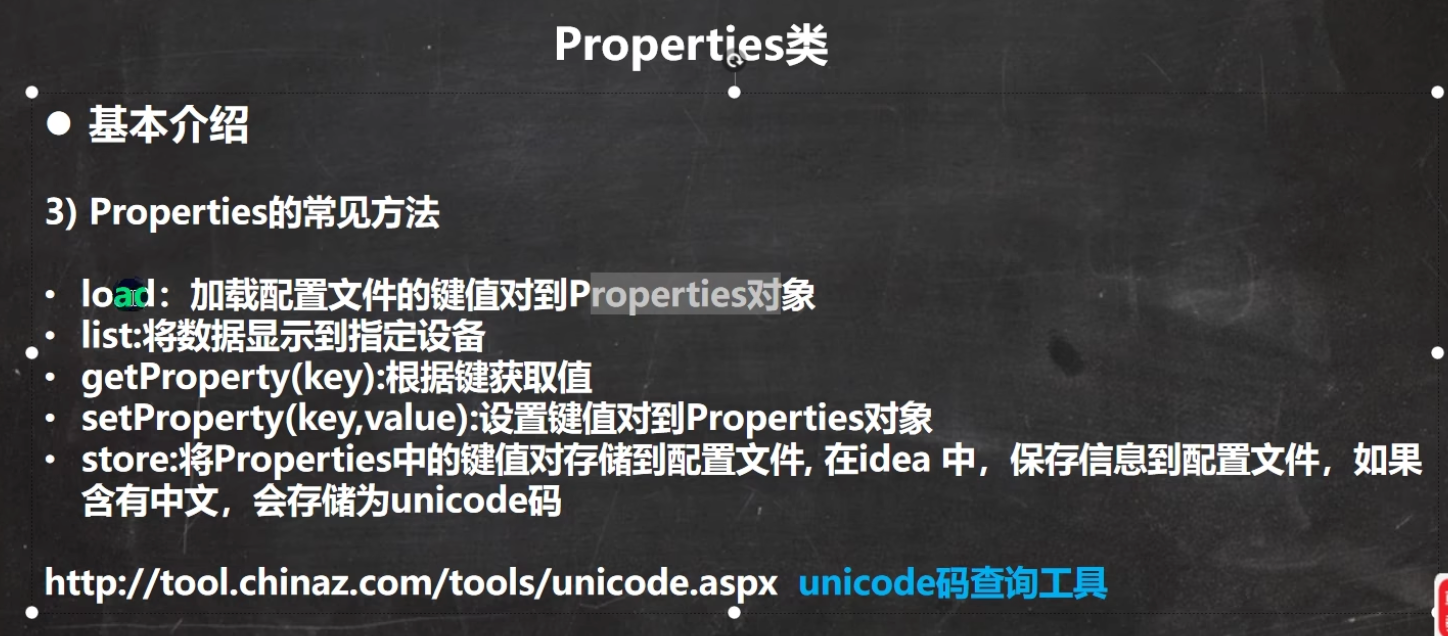 Properties类
● 基本介绍
3) Properties的常见方法
• load：加载配置文件的键值对到Properties对象
• list:将数据显示到指定设备
• getProperty(key):根据键获取值
• setProperty(key,value):设置键值对到Properties对象
• store:将Properties中的键值对存储到配置文件, 在idea 中，保存信息到配置文件，如果
含有中文，会存储为unicode码
http://tool.chinaz.com/tools/unicode.aspx unicode码查询工具